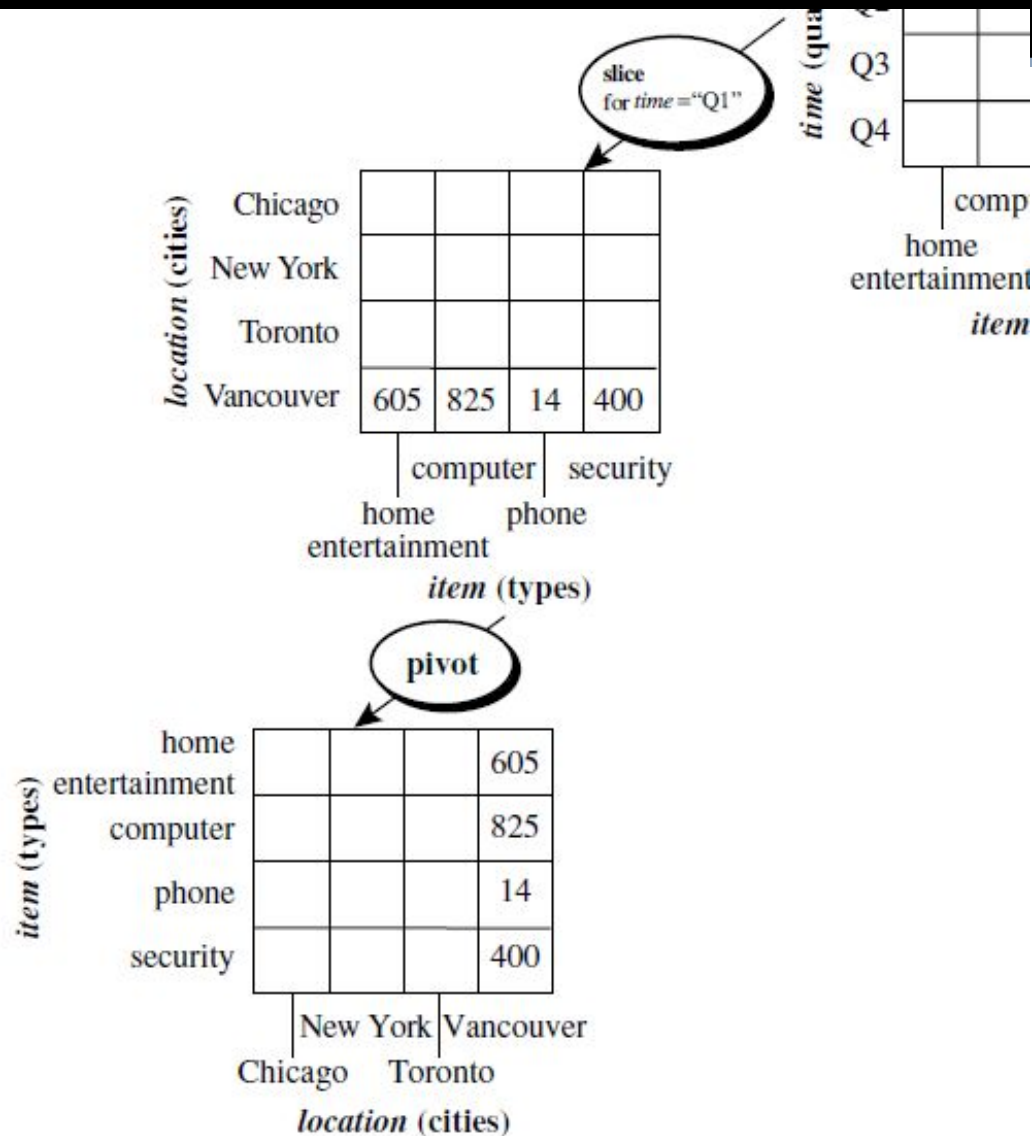 slice
for time = “Q1”
time (qua
Q3
Q4
comp
home
entertainment
item
location (cities)
Chicago
New York
Toronto
Vancouver 605 825 14 400
computer security
home phone
entertainment
item (types)
pivot
item (types)
home
entertainment 605
computer 825
phone 14
security 400
New York Vancouver
Chicago Toronto
location (cities)